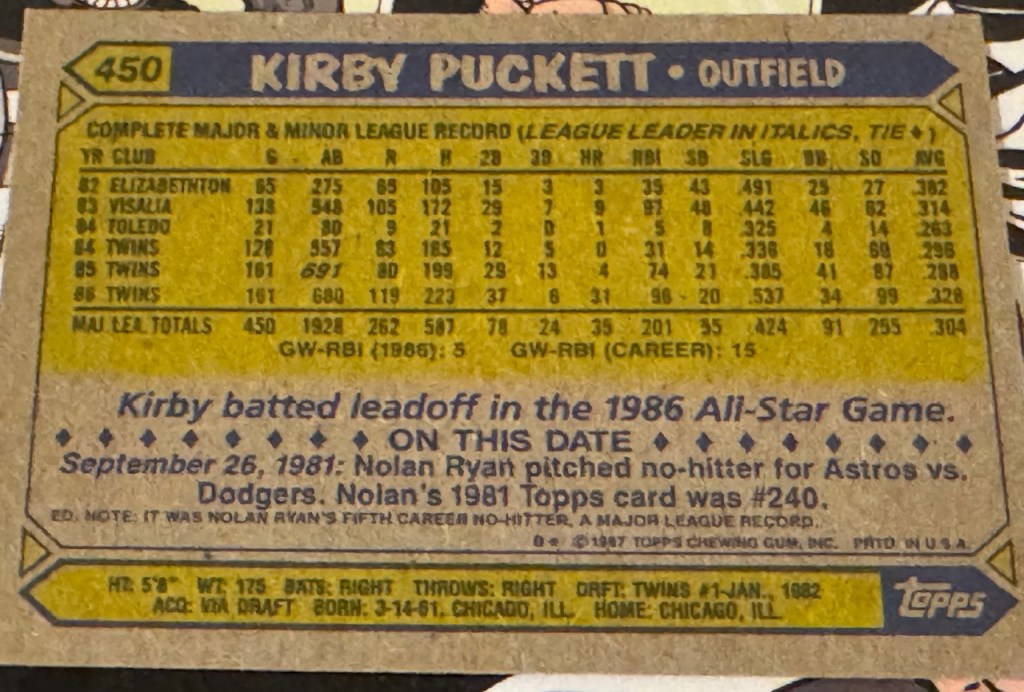 450 KIRBY PUCKETT • OUTFIELD
COMPLETE MAJOR & MINOR LEAGUE RECORD (LEAGUE LEADER IN ITALICS, TIE ♦)
YR CLUB G AB R H 2B 3B HR RBI SB SLG BB SO AVG
82 ELIZABETHTON 65 275 65 105 15 3 3 35 43 .491 25 27 .382
83 VISALIA 138 548 105 172 29 7 9 97 48 .442 46 62 .314
84 TOLEDO 21 80 9 21 2 0 1 5 8 .325 4 14 .263
84 TWINS 128 557 63 165 12 5 0 31 14 .336 16 69 .296
85 TWINS 161 691 80 199 29 13 4 74 21 .385 41 87 .288
86 TWINS 161 680 119 223 37 6 31 96 20 .537 34 99 .328
MAJ. LEA. TOTALS 450 1928 262 587 78 24 35 201 55 .424 91 255 .304
GW-RBI (1986): 5 GW-RBI (CAREER): 15
Kirby batted leadoff in the 1986 All-Star Game.
♦ ♦ ♦ ♦ ♦ ♦ ♦ ♦ ON THIS DATE ♦ ♦ ♦ ♦ ♦ ♦ ♦ ♦
September 26, 1981: Nolan Ryan pitched no-hitter for Astros vs.
Dodgers. Nolan's 1981 Topps card was #240.
ED. NOTE: IT WAS NOLAN RYAN'S FIFTH CAREER NO-HITTER, A MAJOR LEAGUE RECORD.
©1987 TOPPS CHEWING GUM, INC. PRTD. IN U.S.A.
HT: 5'8" WT: 175 BATS: RIGHT THROWS: RIGHT DRFT: TWINS #1-JAN., 1982
ACQ: VIA DRAFT BORN: 3-14-61, CHICAGO, ILL. HOME: CHICAGO, ILL.
TOPPS